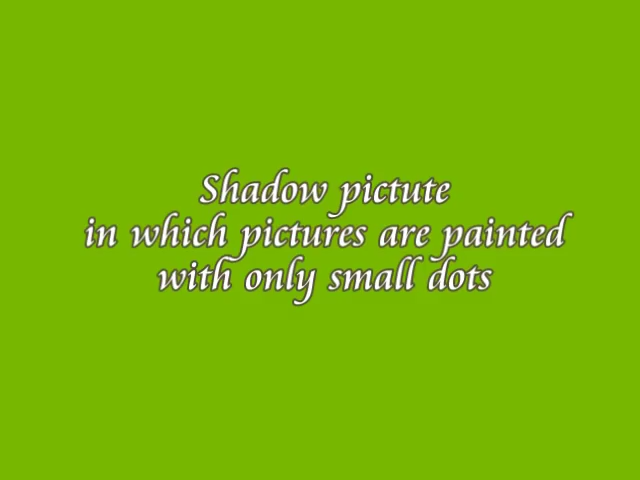 Shadow pictute
in which pictures are painted
with only small dots